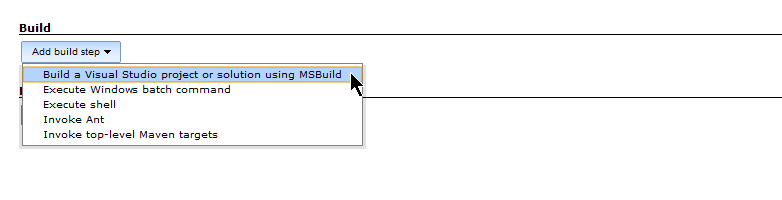 Build
Add build step
Build a Visual Studio project or solution using MSBuild
Execute Windows batch command
Execute shell
Invoke Ant
Invoke top-level Maven targets